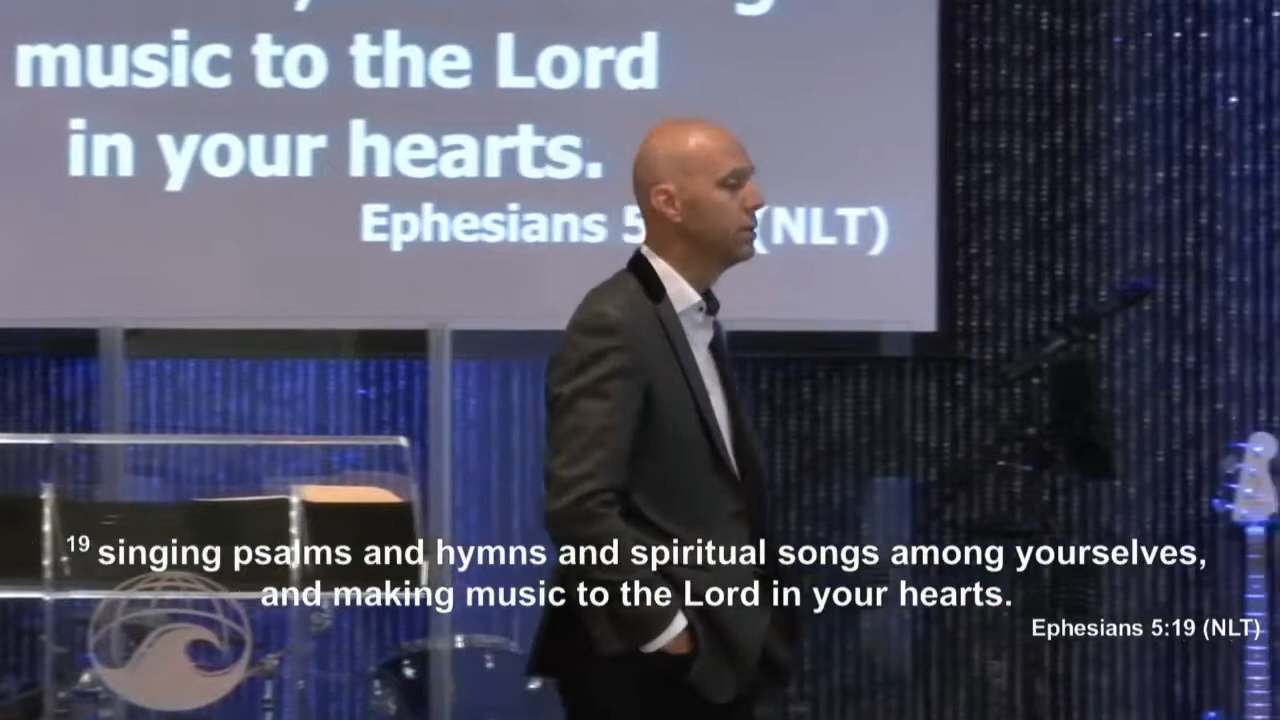 music to the Lord
in your hearts.
Ephesians 5 (NLT)
19 singing psalms and hymns and spiritual songs among yourselves,
and making music to the Lord in your hearts.
Ephesians 5:19 (NLT)